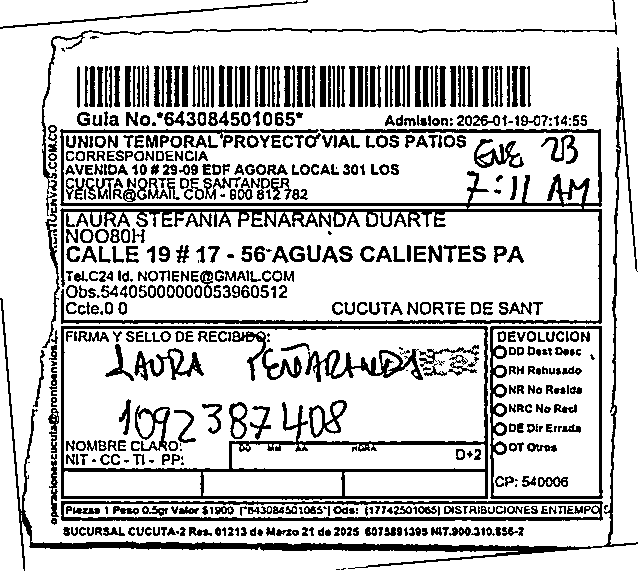 Guia No.*643084501065*
Admision: 2026-01-19-07:14:55
UNION TEMPORAL PROYECTO VIAL LOS PATIOS
CORRESPONDENCIA
AVENIDA 10 # 29-09 EDF AGORA LOCAL 301 LOS
CUCUTA NORTE DE SANTANDER
YEISMIR@GMAIL COM - 900 812 782
ENE 23
7:11 AM
LAURA STEFANIA PENARANDA DUARTE
NOO80H
CALLE 19 # 17 - 56 AGUAS CALIENTES PA
Tel.C24 Id. NOTIENE@GMAIL.COM
Obs.54405000000053960512
Ccte.0 0
CUCUTA NORTE DE SANT
FIRMA Y SELLO DE RECIBIDO:
LAURA PEÑARANDA
1092387408
NOMBRE CLARO:
NIT - CC - TI - PP:
DD MM AA HORA
D+2
DEVOLUCION
DD Dest Desc
RH Rehusado
NR No Reside
NRC No Recl
DE Dir Errada
OT Otros
CP: 540006
Piezas 1 Peso 0.5gr Valor $1900 [*643084501065*] Ods: (17742501065) DISTRIBUCIONES ENTIEMPO S
SUCURSAL CUCUTA-2 Res. 01213 de Marzo 21 de 2025 6075891395 NIT.900.310.856-2
operaciones.cucuta@prontoenvios.c